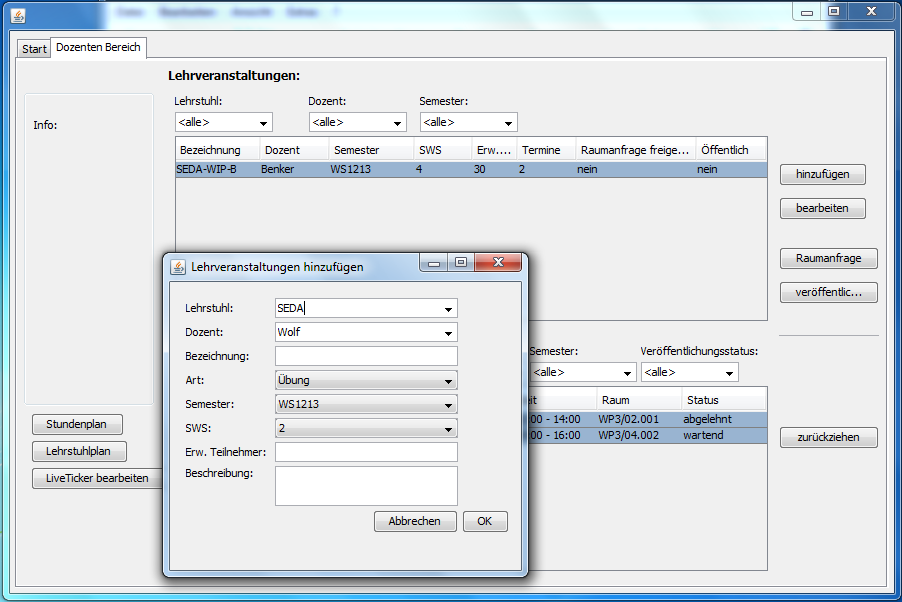 Start
Dozenten Bereich
Lehrveranstaltungen:
Info:
Lehrstuhl: Dozent: Semester:
<alle> <alle> <alle>
Bezeichnung Dozent Semester SWS Erw.... Termine Raumanfrage freige... Öffentlich
SEDA-WIP-B Benker WS1213 4 30 2 nein nein
hinzufügen
bearbeiten
Raumanfrage
veröffentlic...
Semester: Veröffentlichungsstatus:
<alle> <alle>
Raum Status
00 - 14:00 WP3/02.001 abgelehnt
00 - 16:00 WP3/04.002 wartend
zurückziehen
Stundenplan
Lehrstuhlplan
LiveTicker bearbeiten
Lehrveranstaltungen hinzufügen
Lehrstuhl: SEDA
Dozent: Wolf
Bezeichnung:
Art: Übung
Semester: WS1213
SWS: 2
Erw. Teilnehmer:
Beschreibung:
Abbrechen OK